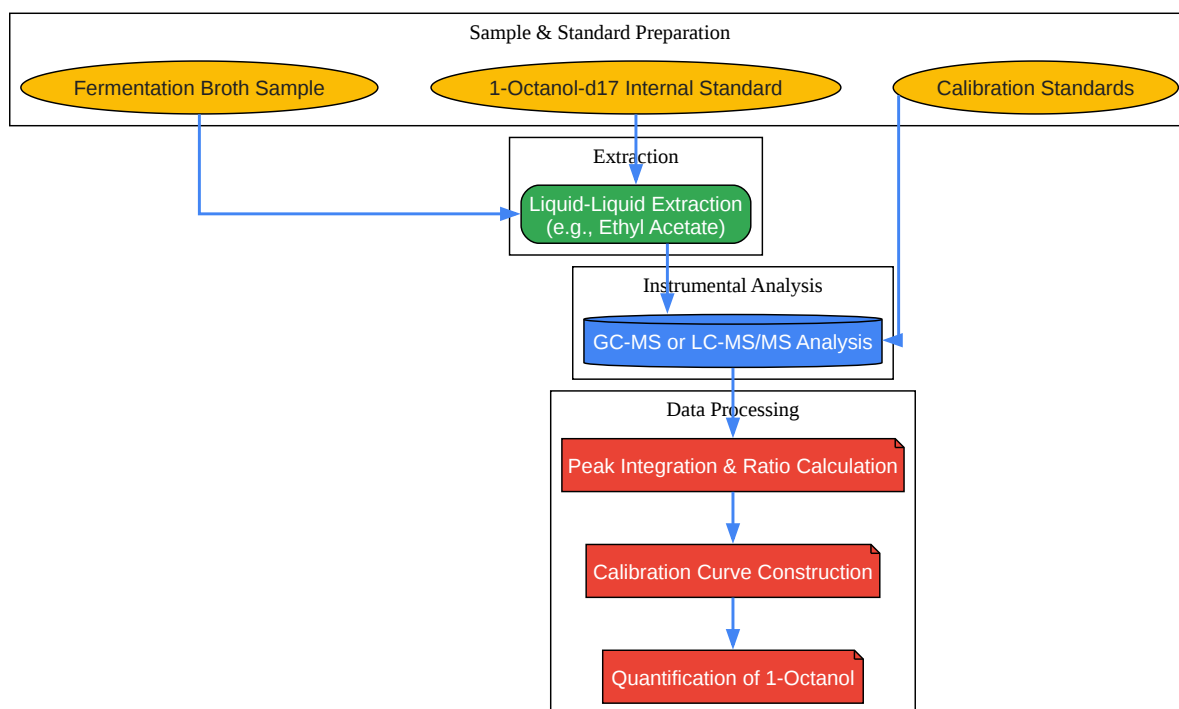 Sample & Standard Preparation
Fermentation Broth Sample
1-Octanol-d17 Internal Standard
Calibration Standards
Extraction
Liquid-Liquid Extraction
(e.g., Ethyl Acetate)
Instrumental Analysis
GC-MS or LC-MS/MS Analysis
Data Processing
Peak Integration & Ratio Calculation
Calibration Curve Construction
Quantification of 1-Octanol